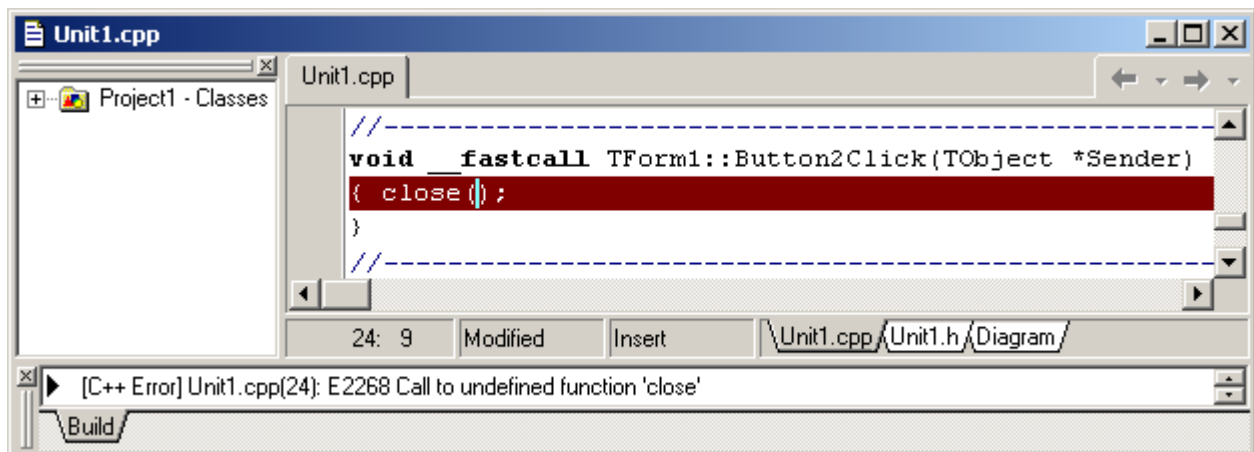 Unit1.cpp
Project1 - Classes
Unit1.cpp
//----------------------------------------------------
void __fastcall TForm1::Button2Click(TObject *Sender)
{ close();
}
//----------------------------------------------------
24: 9 Modified Insert Unit1.cpp Unit1.h Diagram
[C++ Error] Unit1.cpp(24): E2268 Call to undefined function 'close'
Build